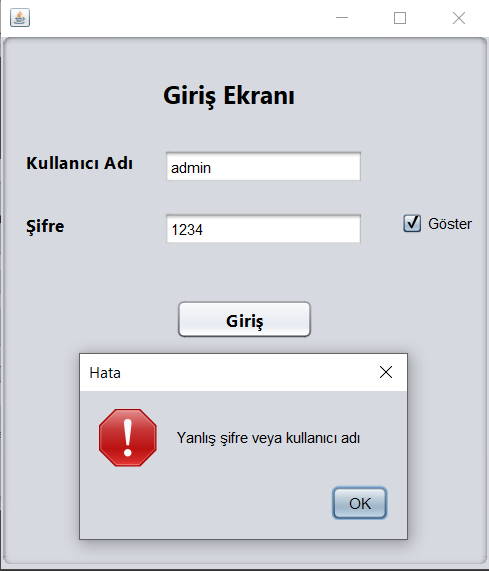 Giriş Ekranı
Kullanıcı Adı
admin
Şifre
1234
Göster
Giriş
Hata
Yanlış şifre veya kullanıcı adı
OK